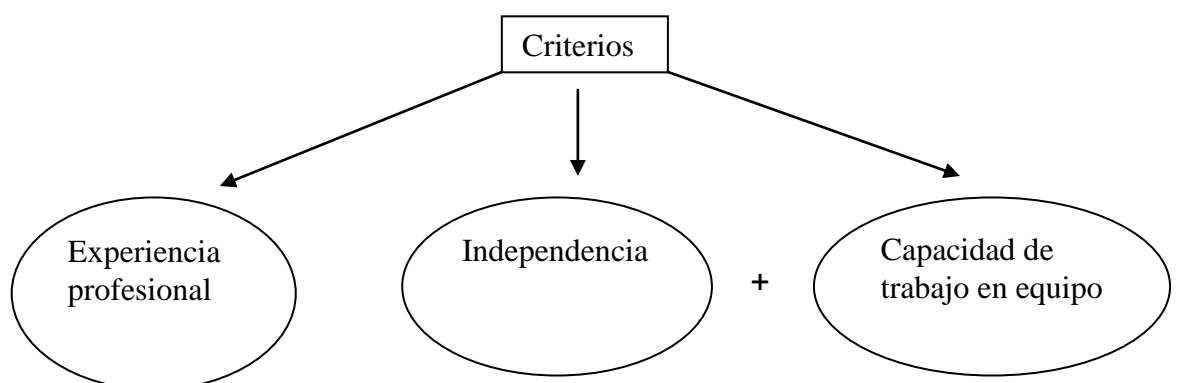 Criterios
Experiencia
profesional
Independencia
+
Capacidad de
trabajo en equipo